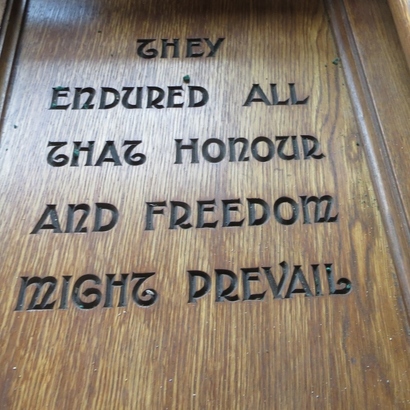 THEY
ENDURED ALL
THAT HONOUR
AND FREEDOM
MIGHT PREVAIL